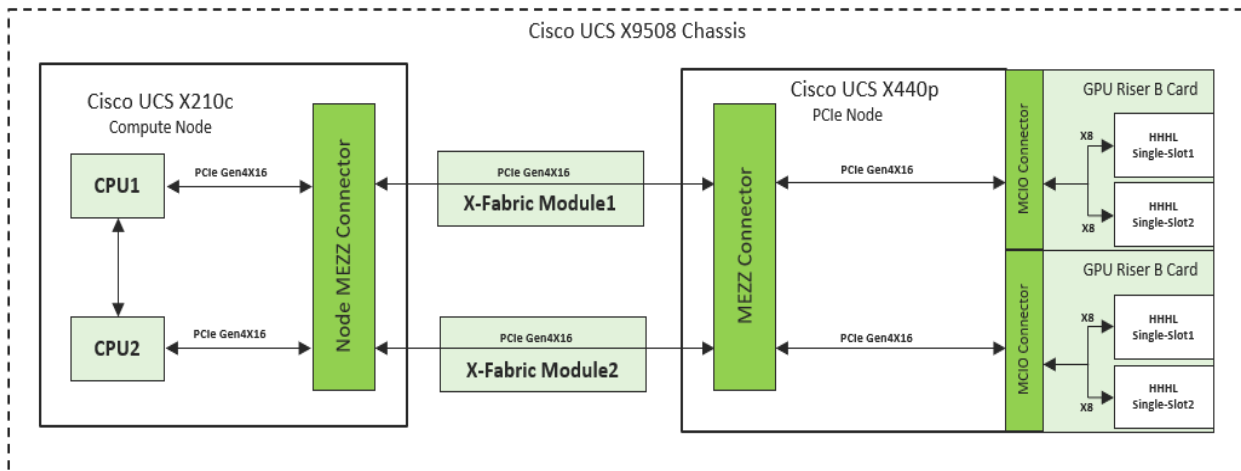 Cisco UCS X9508 Chassis
Cisco UCS X210c
Compute Node
CPU1
PCIe Gen4X16
CPU2
PCIe Gen4X16
Node MEZZ Connector
PCIe Gen4X16
X-Fabric Module1
PCIe Gen4X16
X-Fabric Module2
Cisco UCS X440p
PCIe Node
MEZZ Connector
PCIe Gen4X16
PCIe Gen4X16
MCIO Connector
GPU Riser B Card
X8
HHHL
Single-Slot1
X8
HHHL
Single-Slot2
MCIO Connector
GPU Riser B Card
X8
HHHL
Single-Slot1
X8
HHHL
Single-Slot2